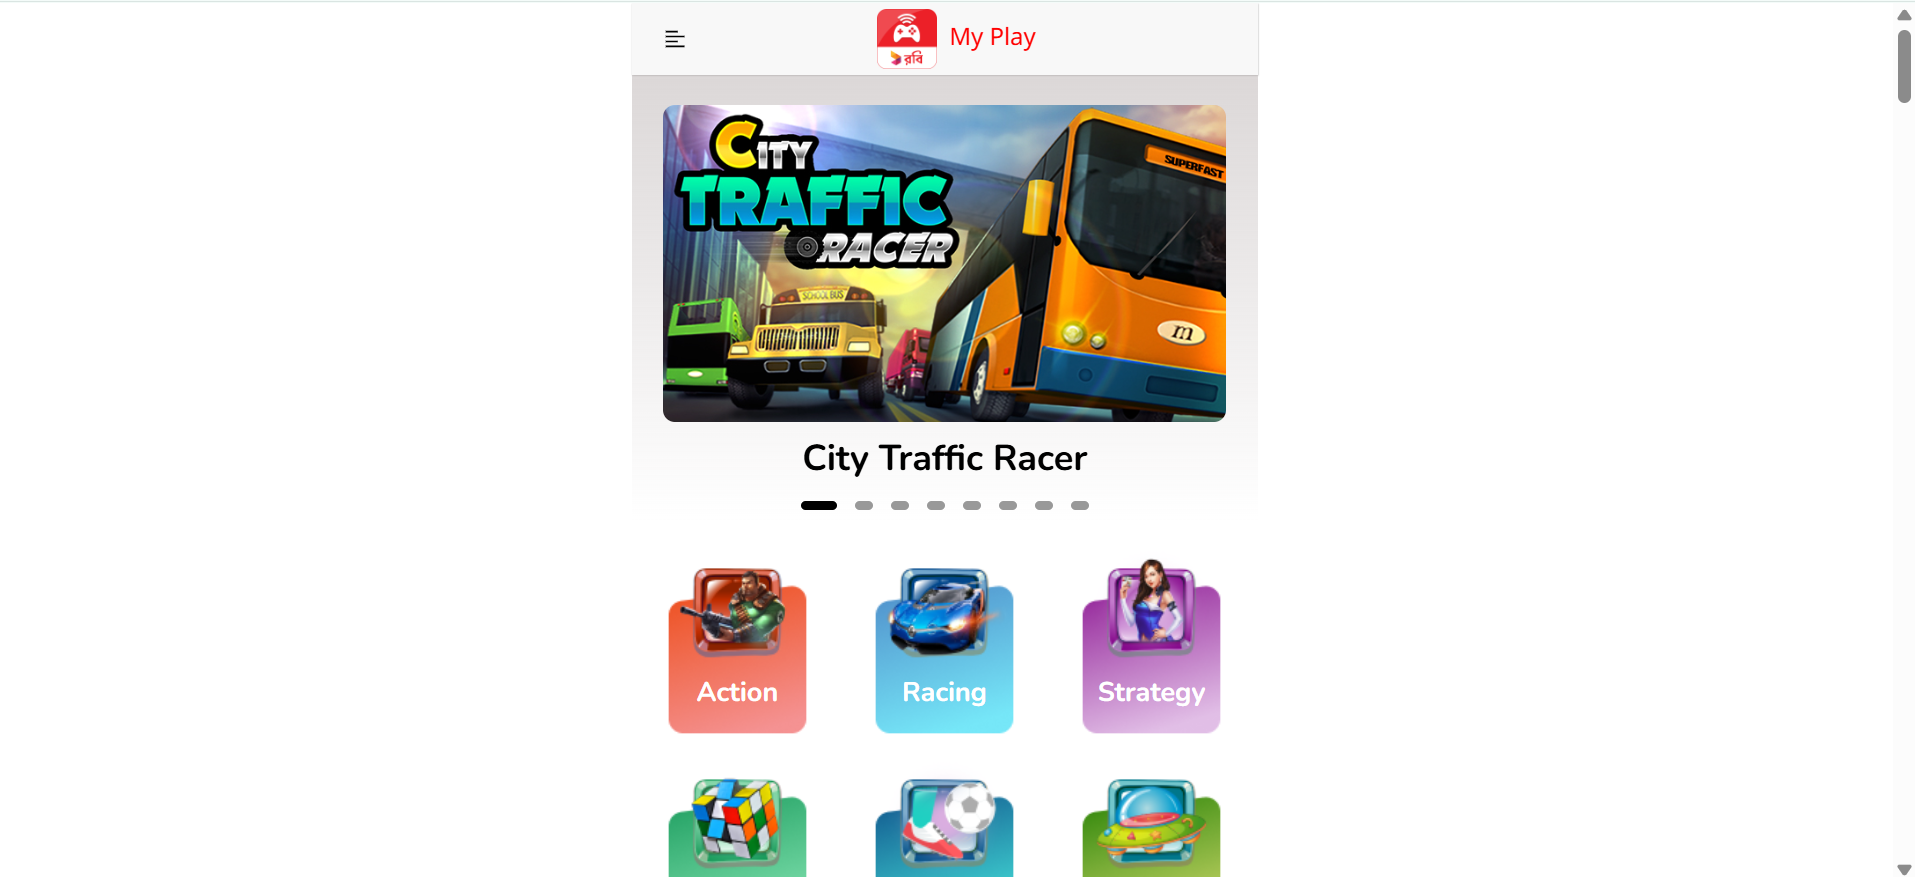 রবি
My Play
CITY
TRAFFIC
RACER
SUPERFAST
SCHOOL BUS
m
City Traffic Racer
Action
Racing
Strategy